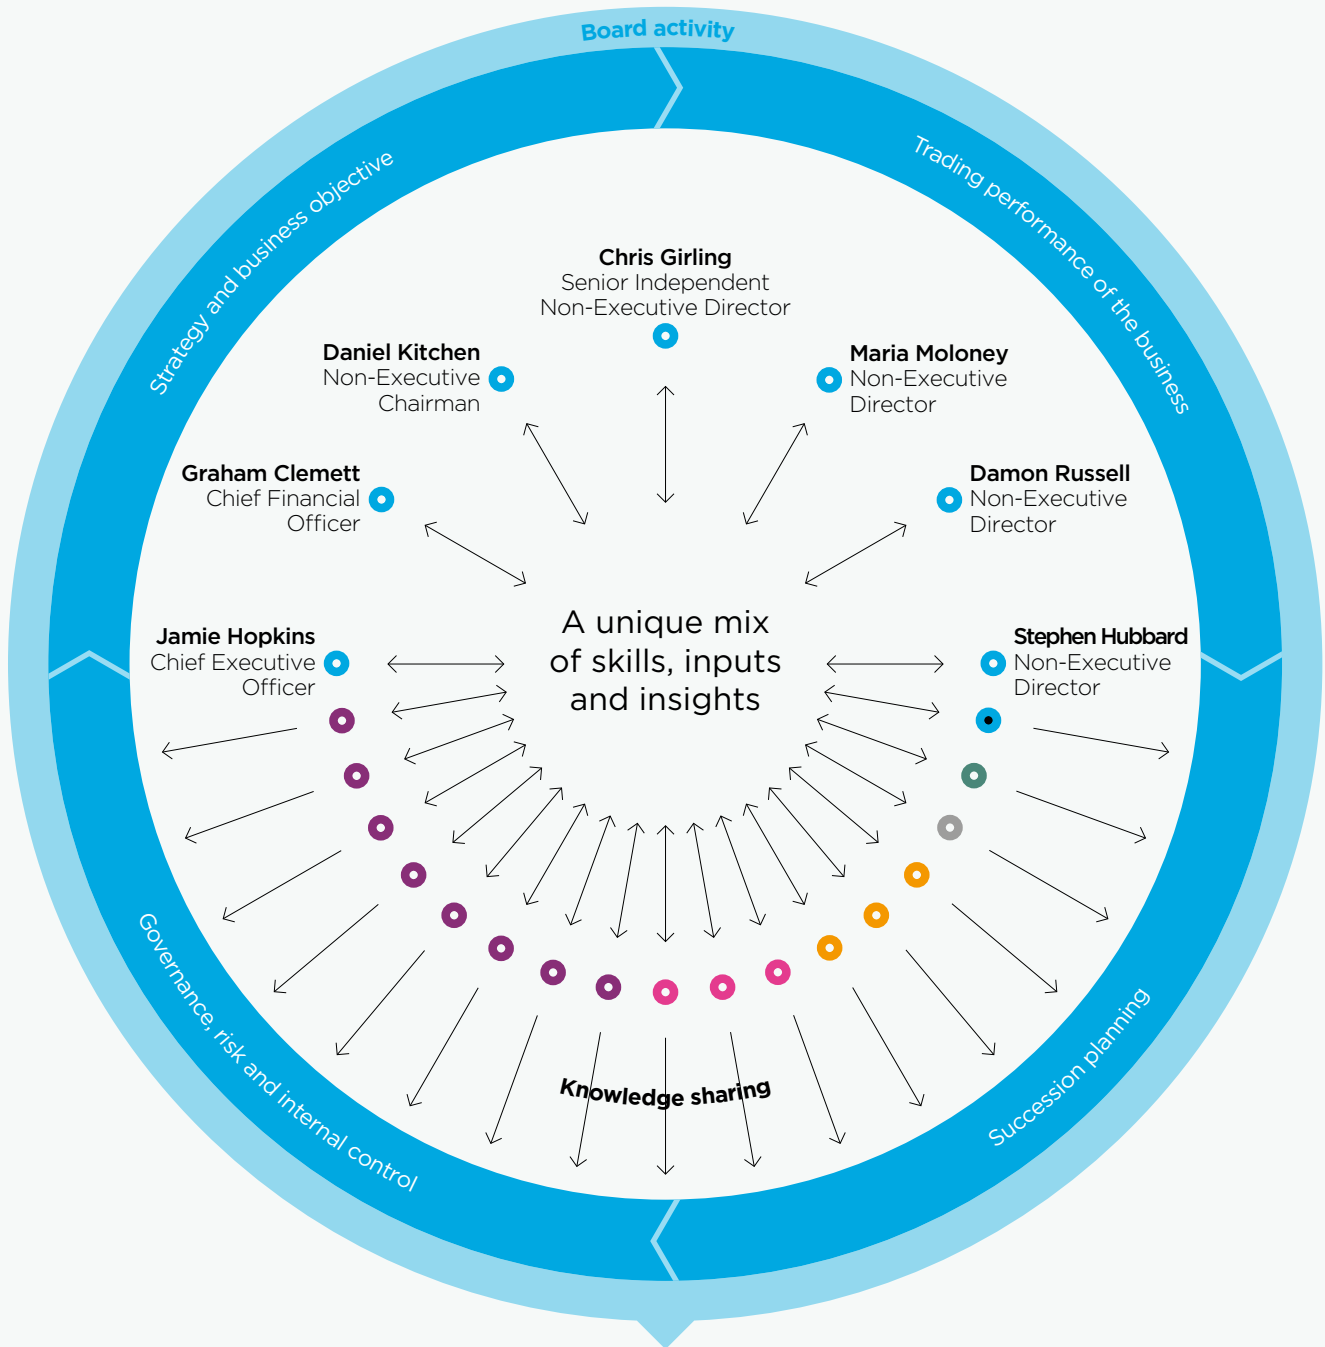 Board activity
Strategy and business objective
Trading performance of the business
Chris Girling
Senior Independent
Non-Executive Director
Daniel Kitchen
Non-Executive
Chairman
Maria Moloney
Non-Executive
Director
Graham Clemett
Chief Financial
Officer
Damon Russell
Non-Executive
Director
Jamie Hopkins
Chief Executive
Officer
A unique mix
of skills, inputs
and insights
Stephen Hubbard
Non-Executive
Director
Governance, risk and internal control
Succession planning
Knowledge sharing